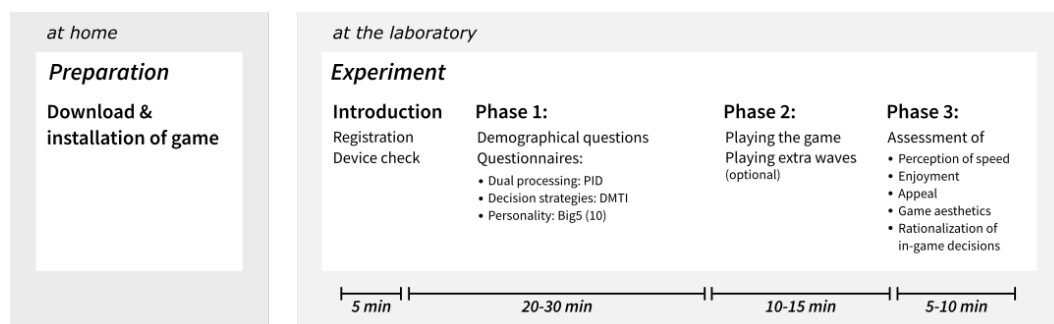 at home
Preparation
Download &
installation of game
at the laboratory
Experiment
Introduction
Registration
Device check
Phase 1:
Demographical questions
Questionnaires:
• Dual processing: PID
• Decision strategies: DMTI
• Personality: Big5 (10)
Phase 2:
Playing the game
Playing extra waves
(optional)
Phase 3:
Assessment of
• Perception of speed
• Enjoyment
• Appeal
• Game aesthetics
• Rationalization of
in-game decisions
5 min
20-30 min
10-15 min
5-10 min